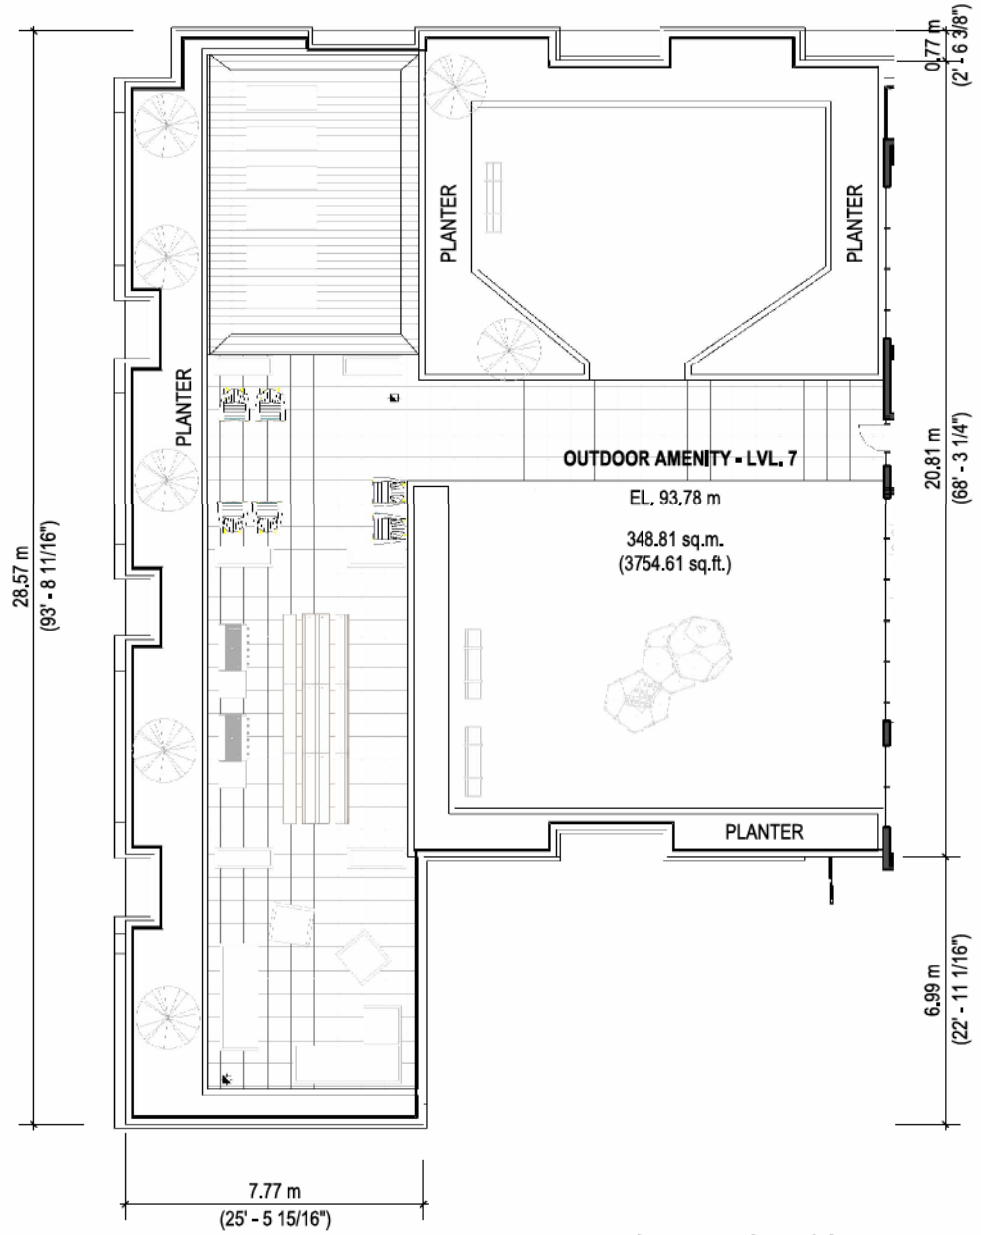 0.77 m
(2' - 6 3/8")
PLANTER
PLANTER
PLANTER
OUTDOOR AMENITY - LVL. 7
EL. 93.78 m
348.81 sq.m.
(3754.61 sq.ft.)
20.81 m
(68' - 3 1/4")
28.57 m
(93' - 8 11/16")
PLANTER
6.99 m
(22' - 11 1/16")
7.77 m
(25' - 5 15/16")